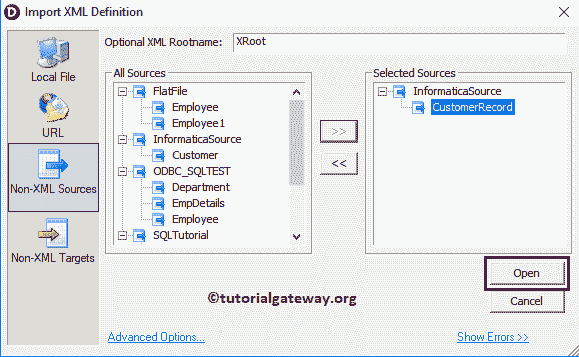 Import XML Definition
Optional XML Rootname: XRoot
Local File
URL
Non-XML Sources
Non-XML Targets
All Sources
FlatFile
Employee
Employee1
InformaticaSource
Customer
ODBC_SQLTEST
Department
EmpDetails
Employee
SQLTutorial
>>
<<
Selected Sources
InformaticaSource
CustomerRecord
Open
Cancel
©tutorialgateway.org
Advanced Options...
Show Errors >>